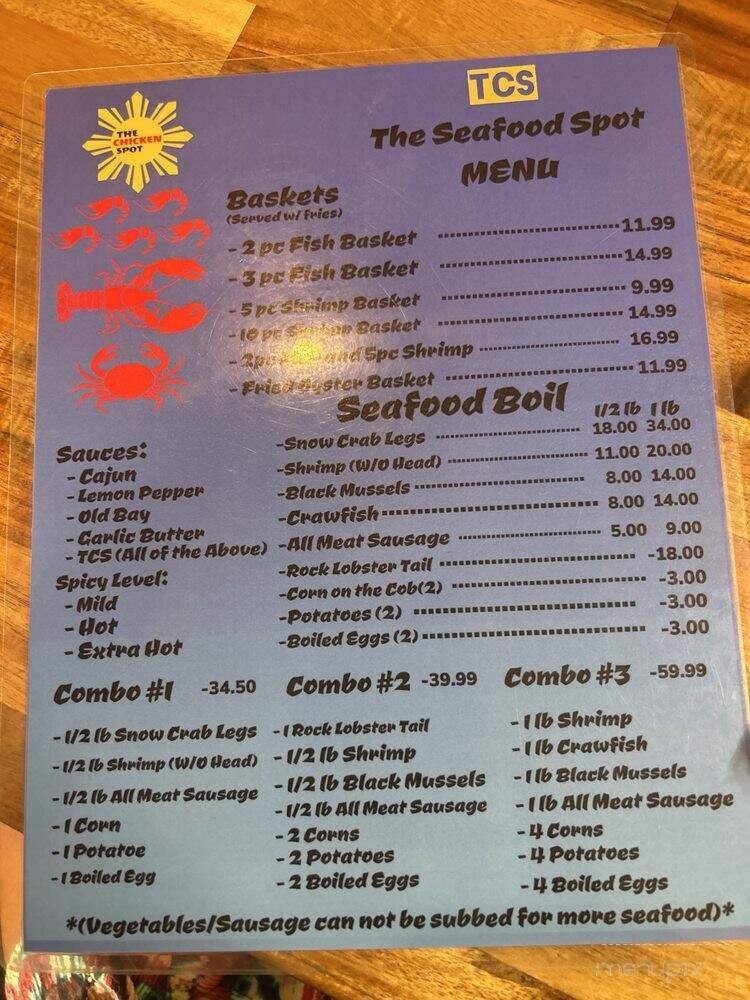 TCS
THE
CHICKEN
SPOT
The Seafood Spot
MENU
Baskets
(Served w/ fries)
- 2 pc Fish Basket 11.99
- 3 pc Fish Basket 14.99
- 5 pc Shrimp Basket 9.99
- 10 pc Shrimp Basket 14.99
- 2pc Fish and 5pc Shrimp 16.99
- Fried Oyster Basket 11.99
Seafood Boil 1/2 lb 1 lb
-Snow Crab Legs 18.00 34.00
-Shrimp (W/O Head) 11.00 20.00
-Black Mussels 8.00 14.00
-Crawfish 8.00 14.00
-All Meat Sausage 5.00 9.00
-Rock Lobster Tail -18.00
-Corn on the Cob(2) -3.00
-Potatoes (2) -3.00
-Boiled Eggs (2) -3.00
Sauces:
- Cajun
- Lemon Pepper
- Old Bay
- Garlic Butter
- TCS (All of the Above)
Spicy Level:
- Mild
- Hot
- Extra Hot
Combo #1 -34.50
- 1/2 lb Snow Crab Legs
- 1/2 lb Shrimp (W/O Head)
- 1/2 lb All Meat Sausage
- 1 Corn
- 1 Potatoe
- 1 Boiled Egg
Combo #2 -39.99
- 1 Rock Lobster Tail
- 1/2 lb Shrimp
- 1/2 lb Black Mussels
- 1/2 lb All Meat Sausage
- 2 Corns
- 2 Potatoes
- 2 Boiled Eggs
Combo #3 -59.99
- 1 lb Shrimp
- 1 lb Crawfish
- 1 lb Black Mussels
- 1 lb All Meat Sausage
- 4 Corns
- 4 Potatoes
- 4 Boiled Eggs
*(Vegetables/Sausage can not be subbed for more seafood)*
menupix